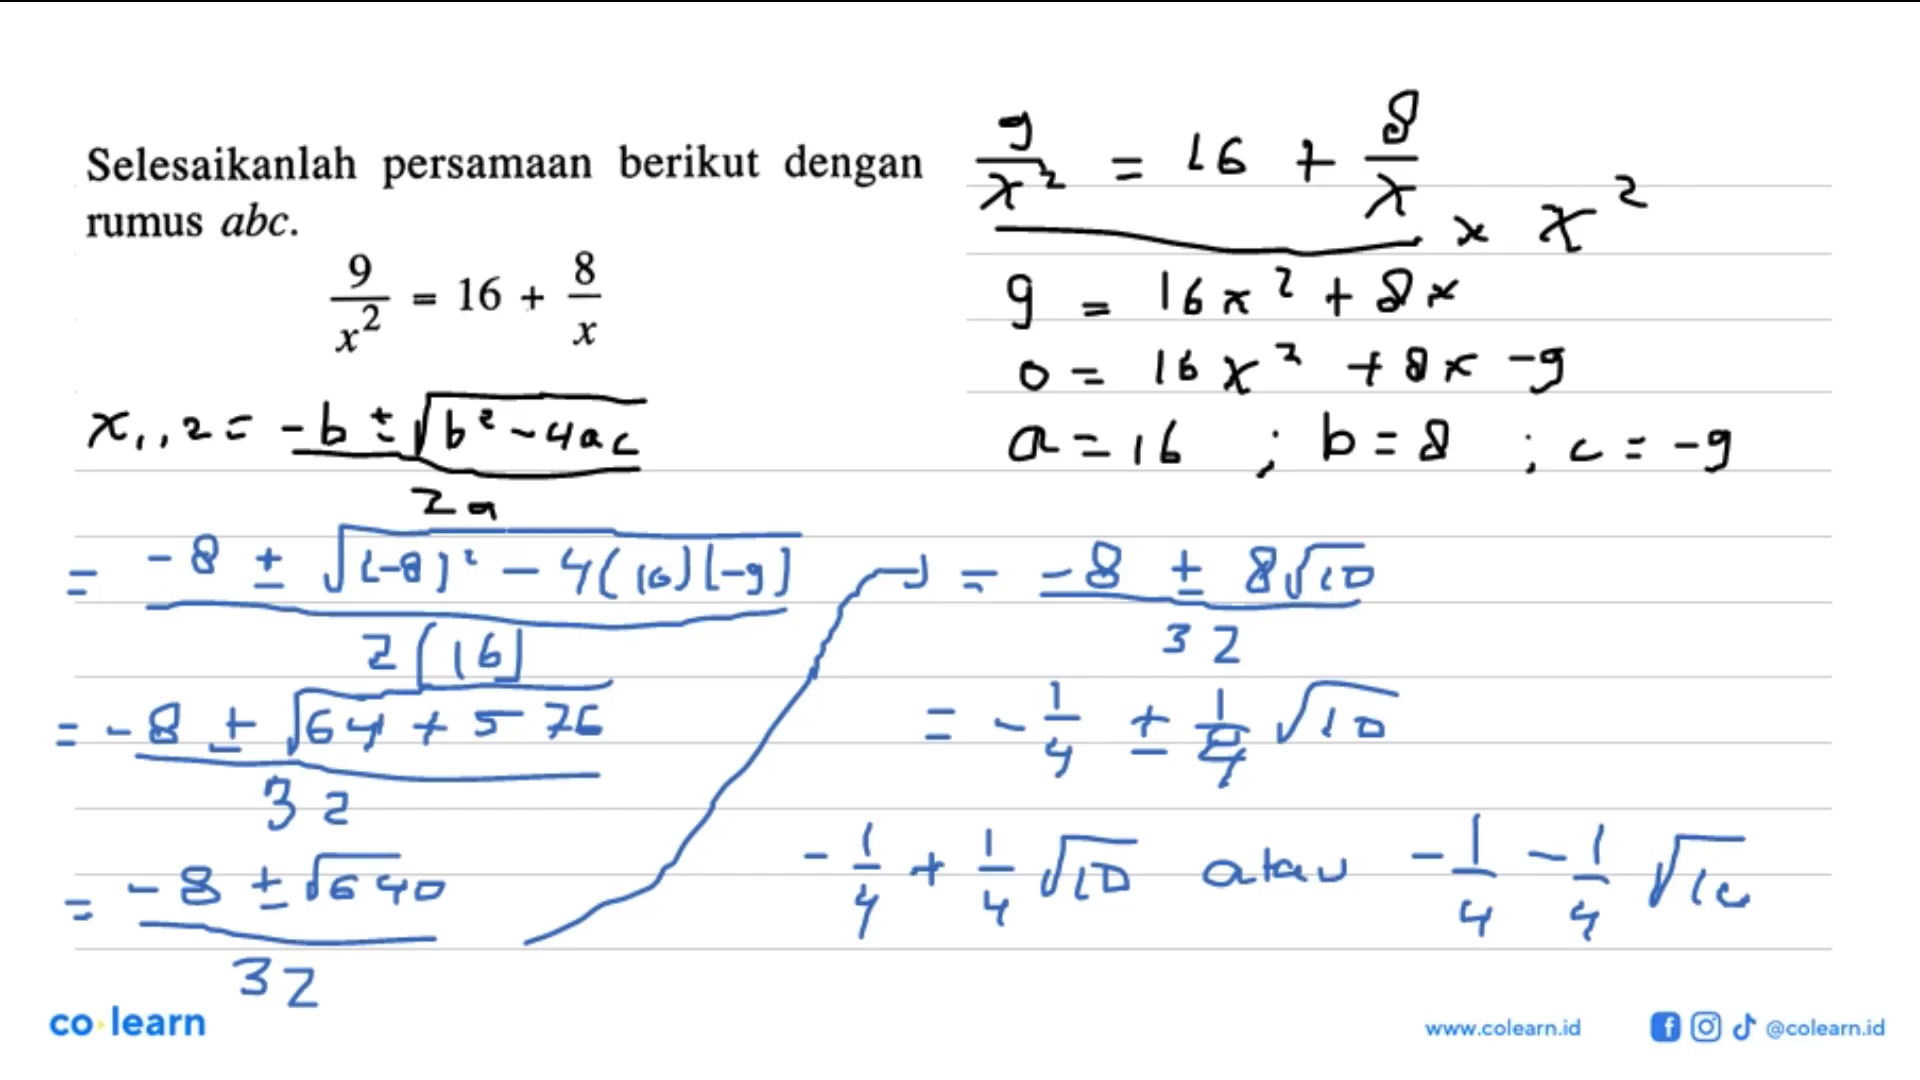 Selesaikanlah persamaan berikut dengan
rumus abc.
9/x² = 16 + 8/x
x₁,,₂ = (-b ± √(b² - 4ac))/2a
= (-8 ± √((-8)² - 4(16)(-9)))/2(16)
= (-8 ± √(64 + 576))/32
= (-8 ± √640)/32
9/x² = 16 + 8/x × x²
9 = 16x² + 8x
0 = 16x² + 8x - 9
a = 16 ; b = 8 ; c = -9
= (-8 ± 8√10)/32
= -1/4 ± 1/4 √10
-1/4 + 1/4 √10 atau -1/4 - 1/4 √10
co learn
www.colearn.id
@colearn.id